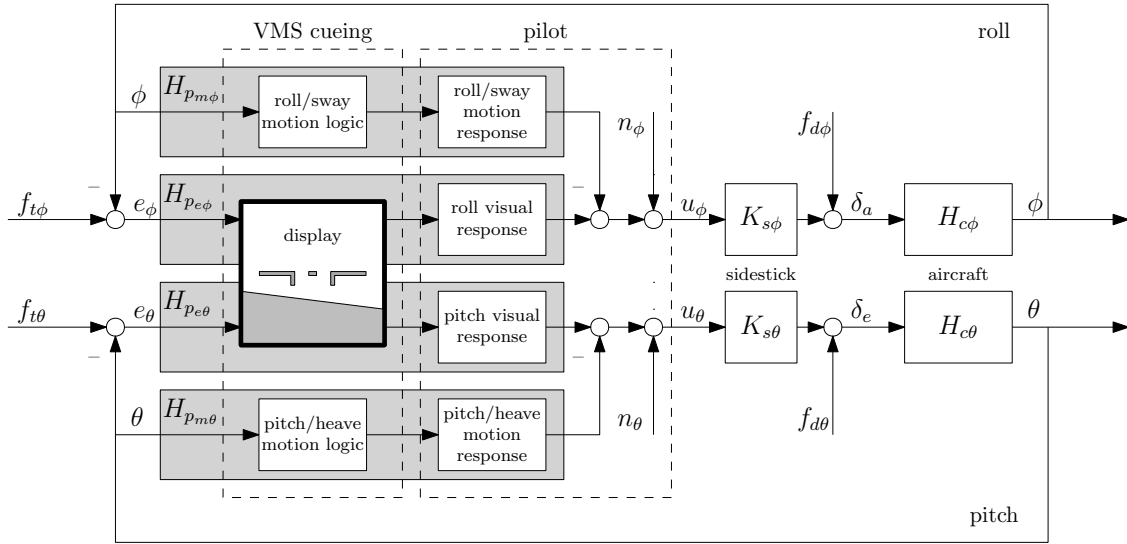 VMS cueing
pilot
roll
ϕ
H_{p_{mϕ}}
roll/sway
motion logic
roll/sway
motion
response
n_ϕ
f_{dϕ}
−
−
f_{tϕ}
e_ϕ
H_{p_{eϕ}}
roll visual
response
u_ϕ
K_{sϕ}
δ_a
H_{cϕ}
ϕ
display
sidestick
aircraft
f_{tθ}
e_θ
H_{p_{eθ}}
pitch visual
response
u_θ
K_{sθ}
δ_e
H_{cθ}
θ
−
−
θ
H_{p_{mθ}}
pitch/heave
motion logic
pitch/heave
motion
response
n_θ
f_{dθ}
pitch